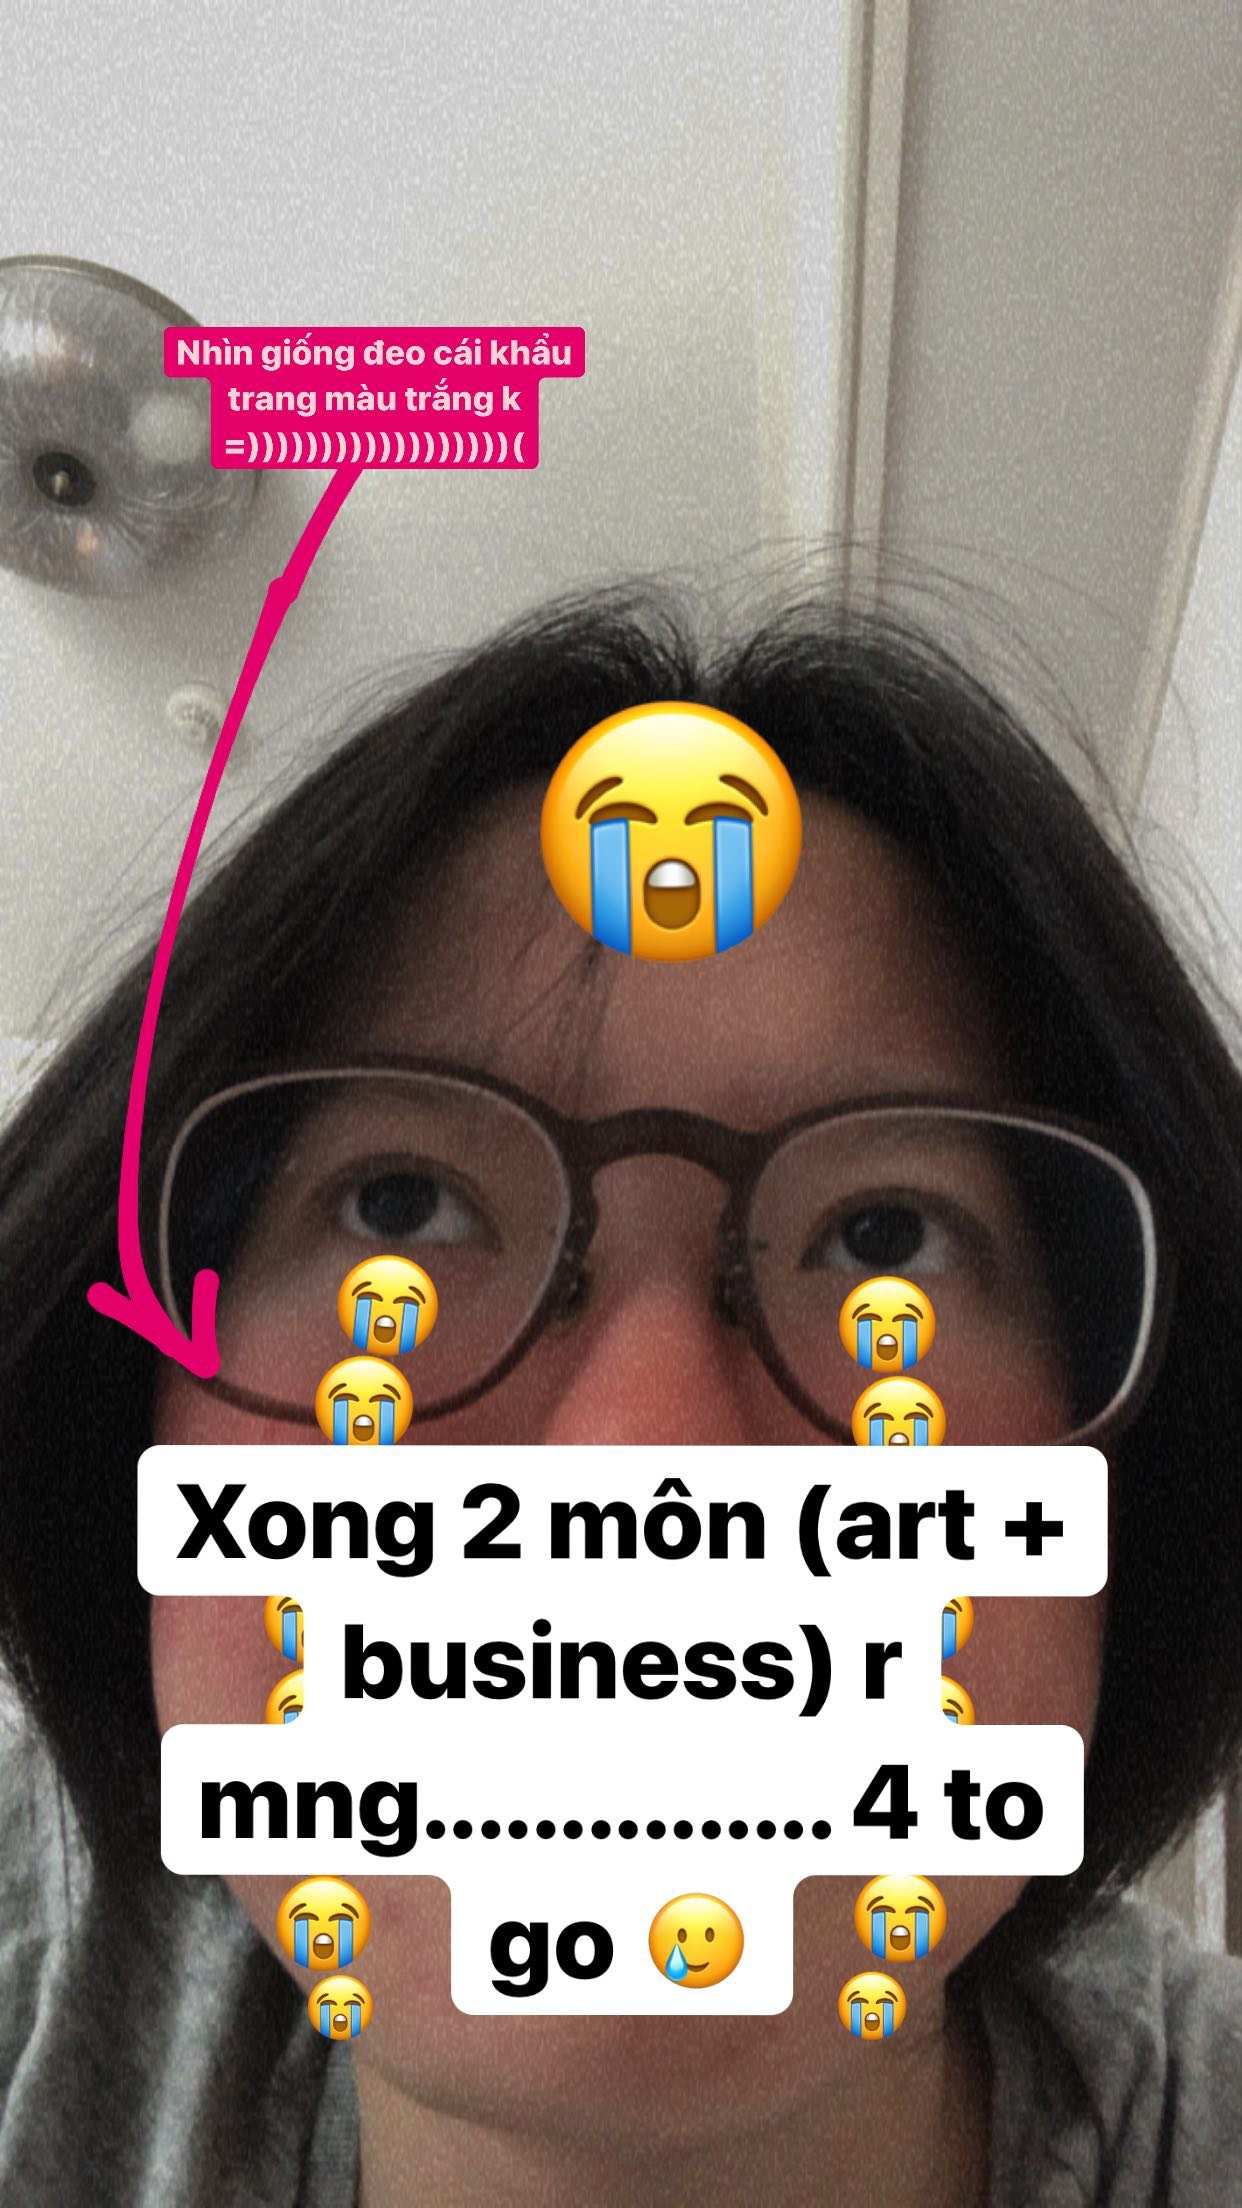 Nhìn giống đeo cái khẩu
trang màu trắng k
=))))))))))))))))))(
Xong 2 môn (art +
business) r
mng............... 4 to
go 🥲